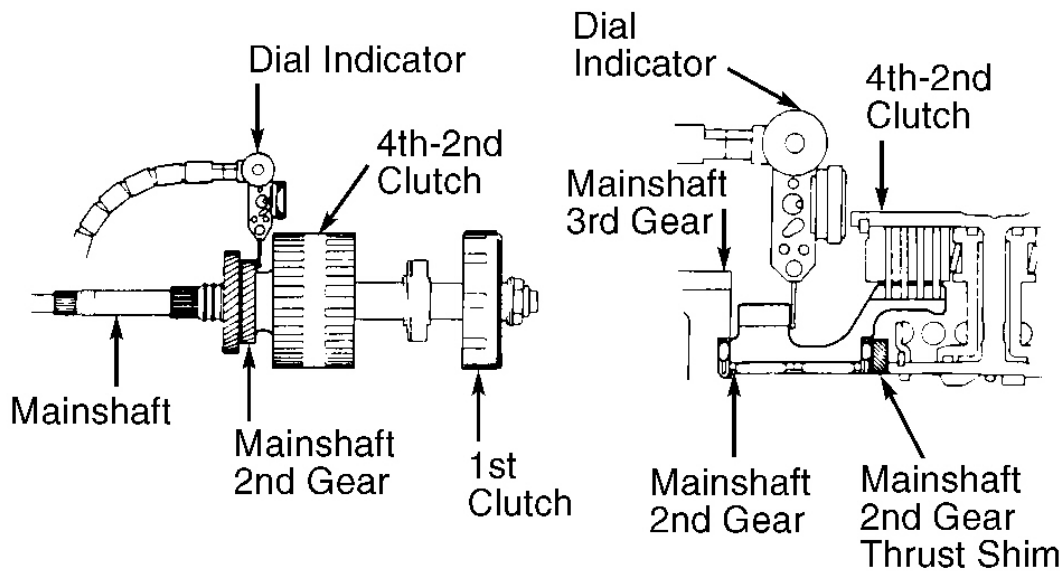 Dial Indicator
4th-2nd
Clutch
Mainshaft
Mainshaft
2nd Gear
1st
Clutch
Dial
Indicator
4th-2nd
Clutch
Mainshaft
3rd Gear
Mainshaft
2nd Gear
Mainshaft
2nd Gear
Thrust Shim